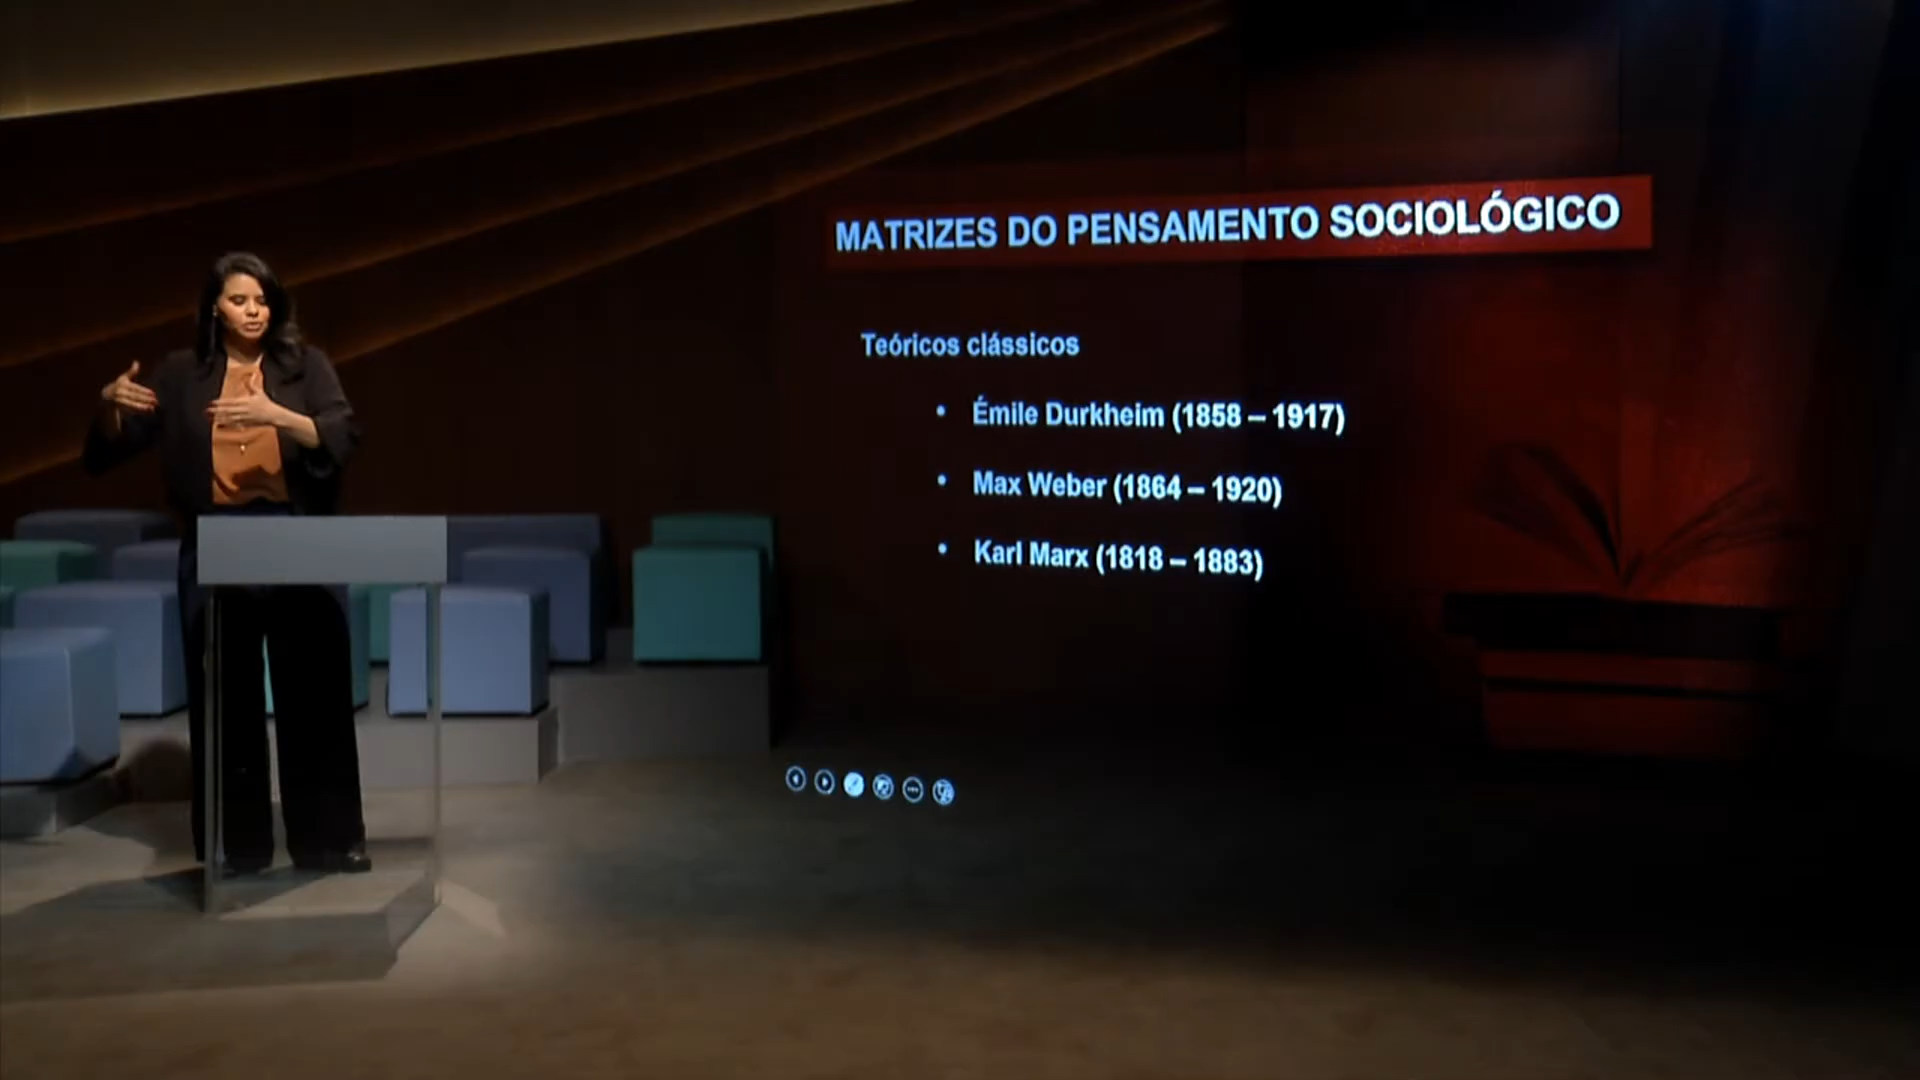 MATRIZES DO PENSAMENTO SOCIOLÓGICO
Teóricos clássicos
• Émile Durkheim (1858 – 1917)
• Max Weber (1864 – 1920)
• Karl Marx (1818 – 1883)